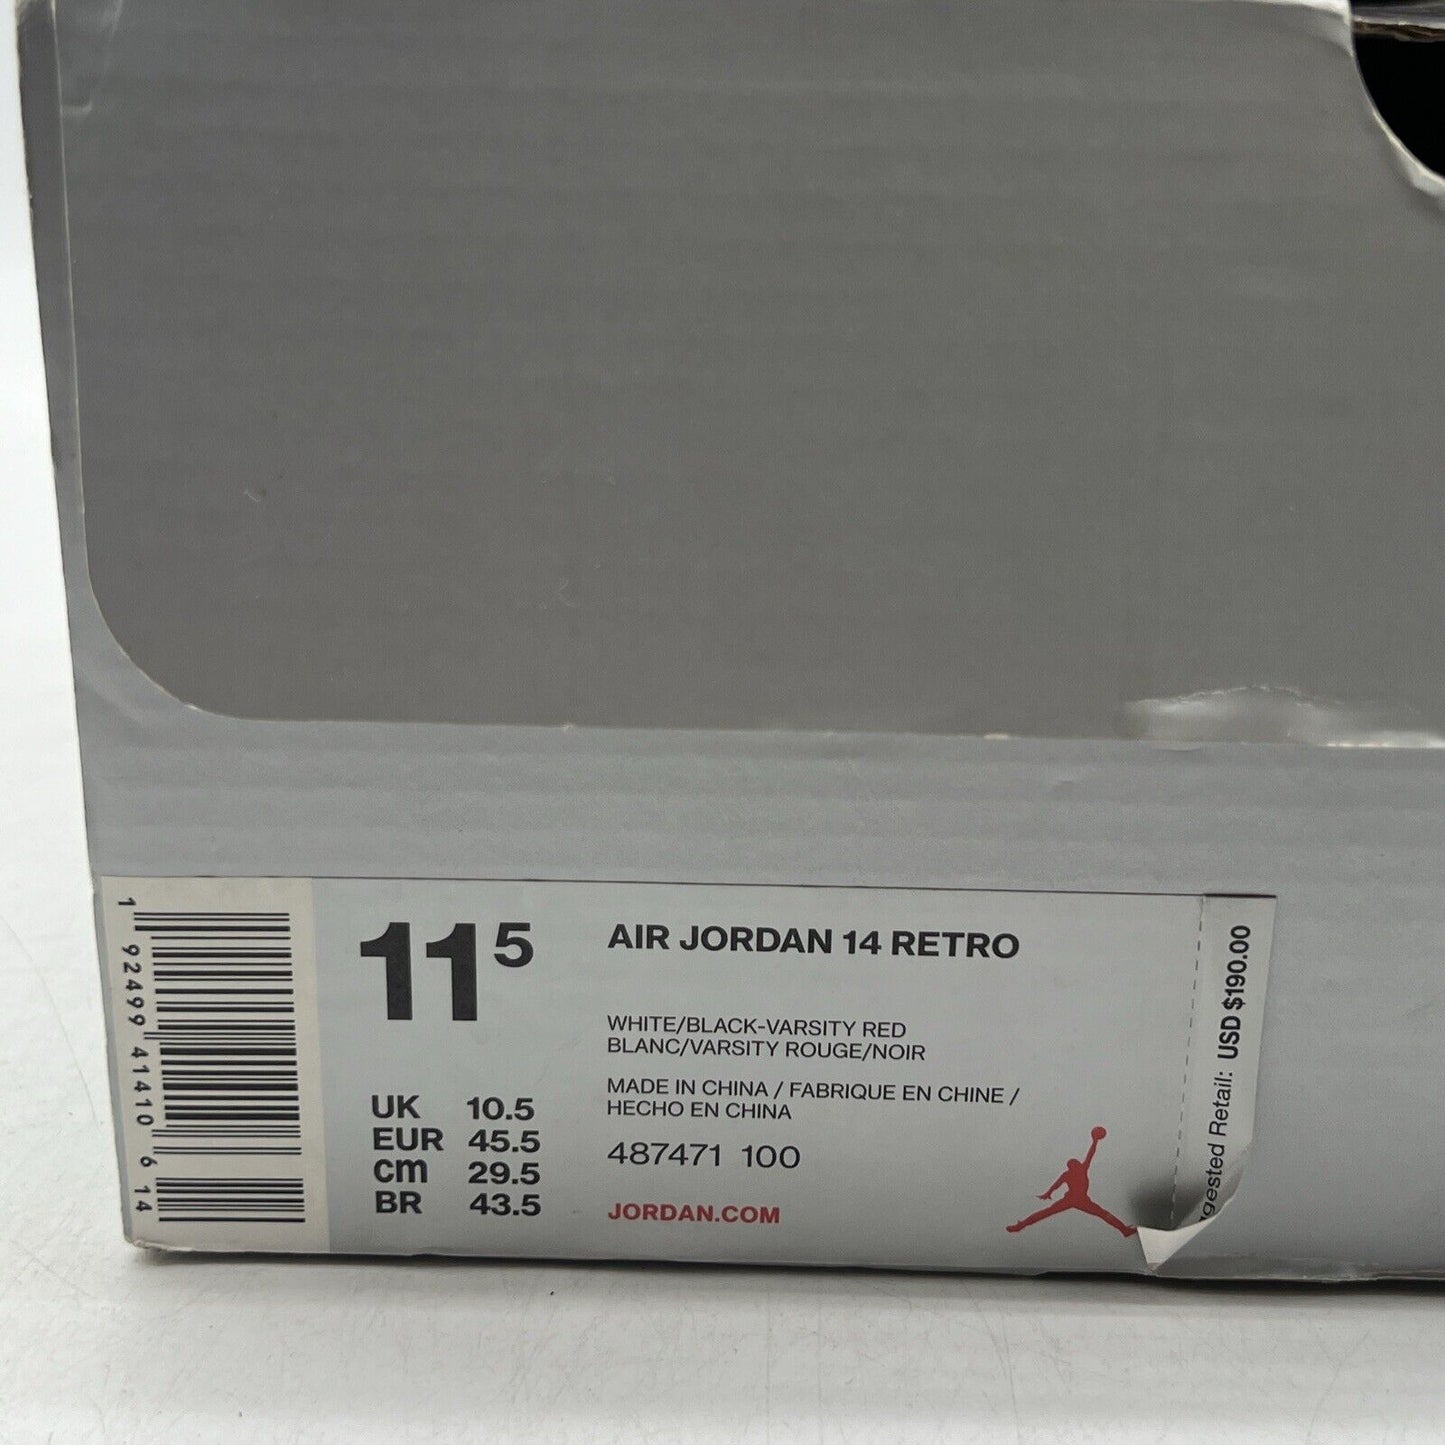 1 92499 41410 6 14
11 5
UK 10.5
EUR 45.5
cm 29.5
BR 43.5
AIR JORDAN 14 RETRO
WHITE/BLACK-VARSITY RED
BLANC/VARSITY ROUGE/NOIR
MADE IN CHINA / FABRIQUE EN CHINE /
HECHO EN CHINA
487471 100
JORDAN.COM
Retail: USD $190.00